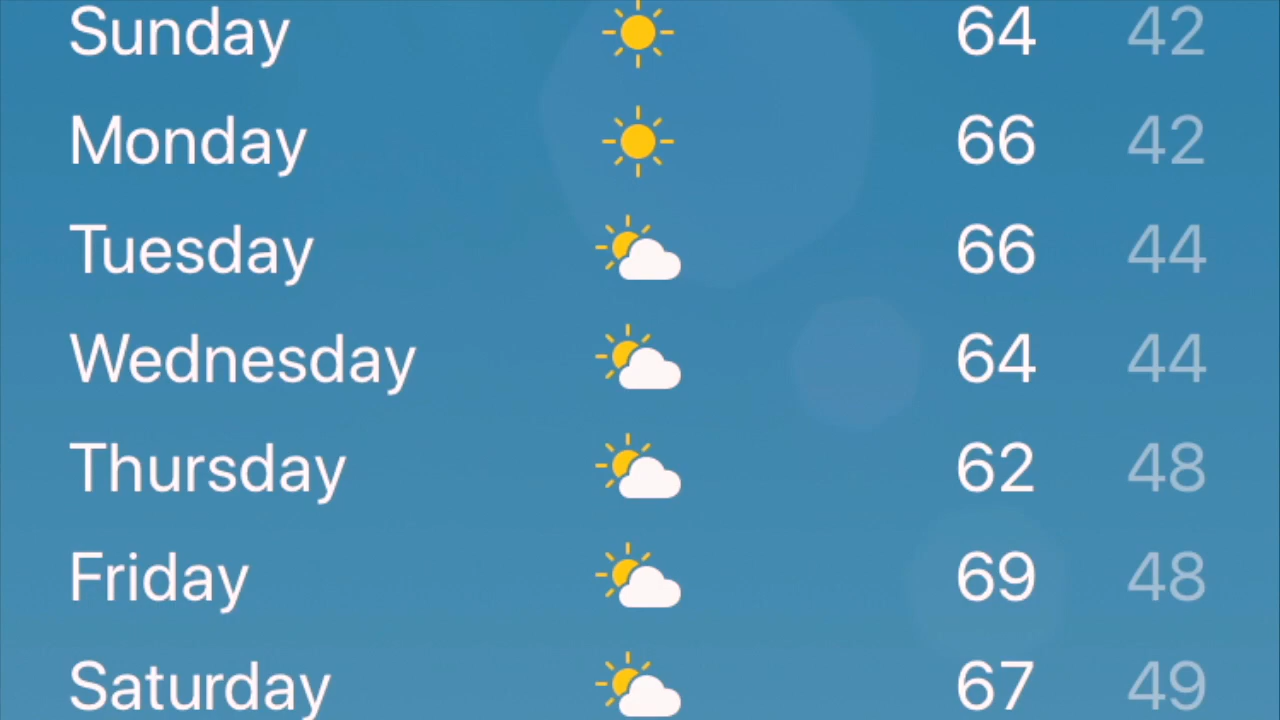 Sunday 64 42
Monday 66 42
Tuesday 66 44
Wednesday 64 44
Thursday 62 48
Friday 69 48
Saturday 67 49